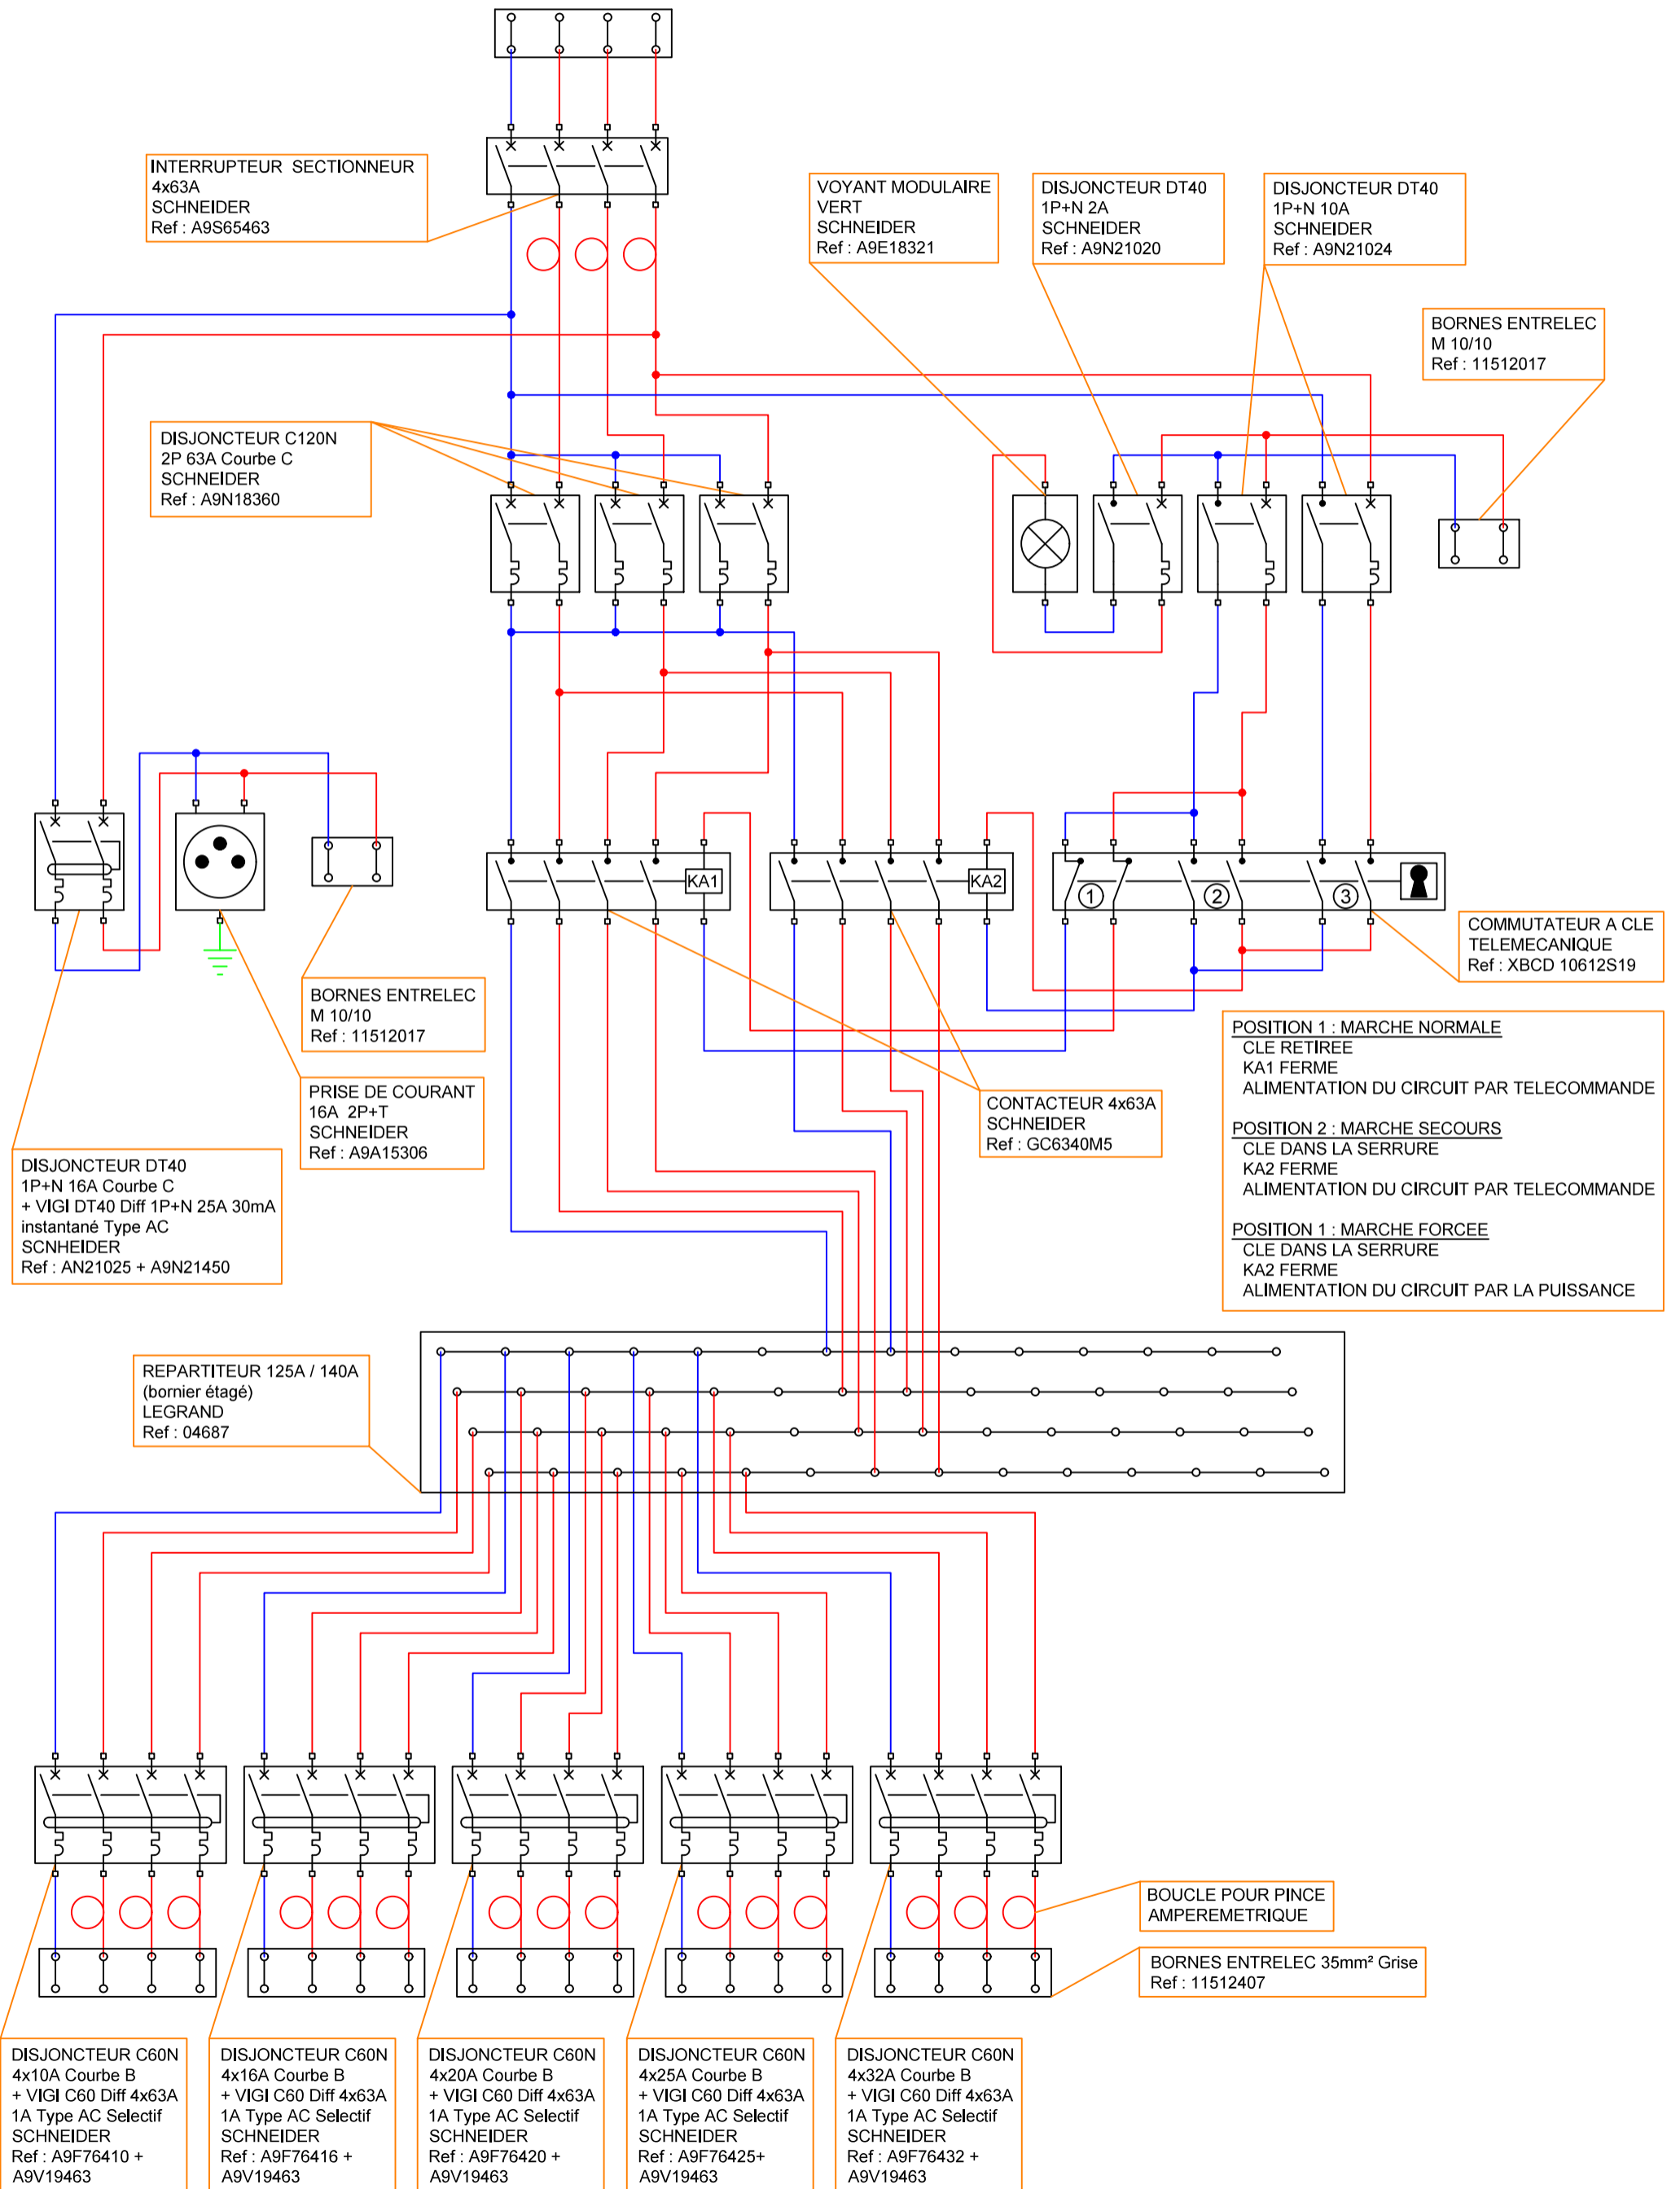 INTERRUPTEUR SECTIONNEUR
4x63A
SCHNEIDER
Ref : A9S65463
VOYANT MODULAIRE
VERT
SCHNEIDER
Ref : A9E18321
DISJONCTEUR DT40
1P+N 2A
SCHNEIDER
Ref : A9N21020
DISJONCTEUR DT40
1P+N 10A
SCHNEIDER
Ref : A9N21024
BORNES ENTRELEC
M 10/10
Ref : 11512017
DISJONCTEUR C120N
2P 63A Courbe C
SCHNEIDER
Ref : A9N18360
KA1
KA2
1
2
3
COMMUTATEUR A CLE
TELEMECANIQUE
Ref : XBCD 10612S19
BORNES ENTRELEC
M 10/10
Ref : 11512017
PRISE DE COURANT
16A 2P+T
SCHNEIDER
Ref : A9A15306
CONTACTEUR 4x63A
SCHNEIDER
Ref : GC6340M5
POSITION 1 : MARCHE NORMALE
CLE RETIREE
KA1 FERME
ALIMENTATION DU CIRCUIT PAR TELECOMMANDE
POSITION 2 : MARCHE SECOURS
CLE DANS LA SERRURE
KA2 FERME
ALIMENTATION DU CIRCUIT PAR TELECOMMANDE
POSITION 1 : MARCHE FORCEE
CLE DANS LA SERRURE
KA2 FERME
ALIMENTATION DU CIRCUIT PAR LA PUISSANCE
DISJONCTEUR DT40
1P+N 16A Courbe C
+ VIGI DT40 Diff 1P+N 25A 30mA
instantané Type AC
SCNHEIDER
Ref : AN21025 + A9N21450
REPARTITEUR 125A / 140A
(bornier étagé)
LEGRAND
Ref : 04687
BOUCLE POUR PINCE
AMPEREMETRIQUE
BORNES ENTRELEC 35mm² Grise
Ref : 11512407
DISJONCTEUR C60N
4x10A Courbe B
+ VIGI C60 Diff 4x63A
1A Type AC Selectif
SCHNEIDER
Ref : A9F76410 +
A9V19463
DISJONCTEUR C60N
4x16A Courbe B
+ VIGI C60 Diff 4x63A
1A Type AC Selectif
SCHNEIDER
Ref : A9F76416 +
A9V19463
DISJONCTEUR C60N
4x20A Courbe B
+ VIGI C60 Diff 4x63A
1A Type AC Selectif
SCHNEIDER
Ref : A9F76420 +
A9V19463
DISJONCTEUR C60N
4x25A Courbe B
+ VIGI C60 Diff 4x63A
1A Type AC Selectif
SCHNEIDER
Ref : A9F76425+
A9V19463
DISJONCTEUR C60N
4x32A Courbe B
+ VIGI C60 Diff 4x63A
1A Type AC Selectif
SCHNEIDER
Ref : A9F76432 +
A9V19463